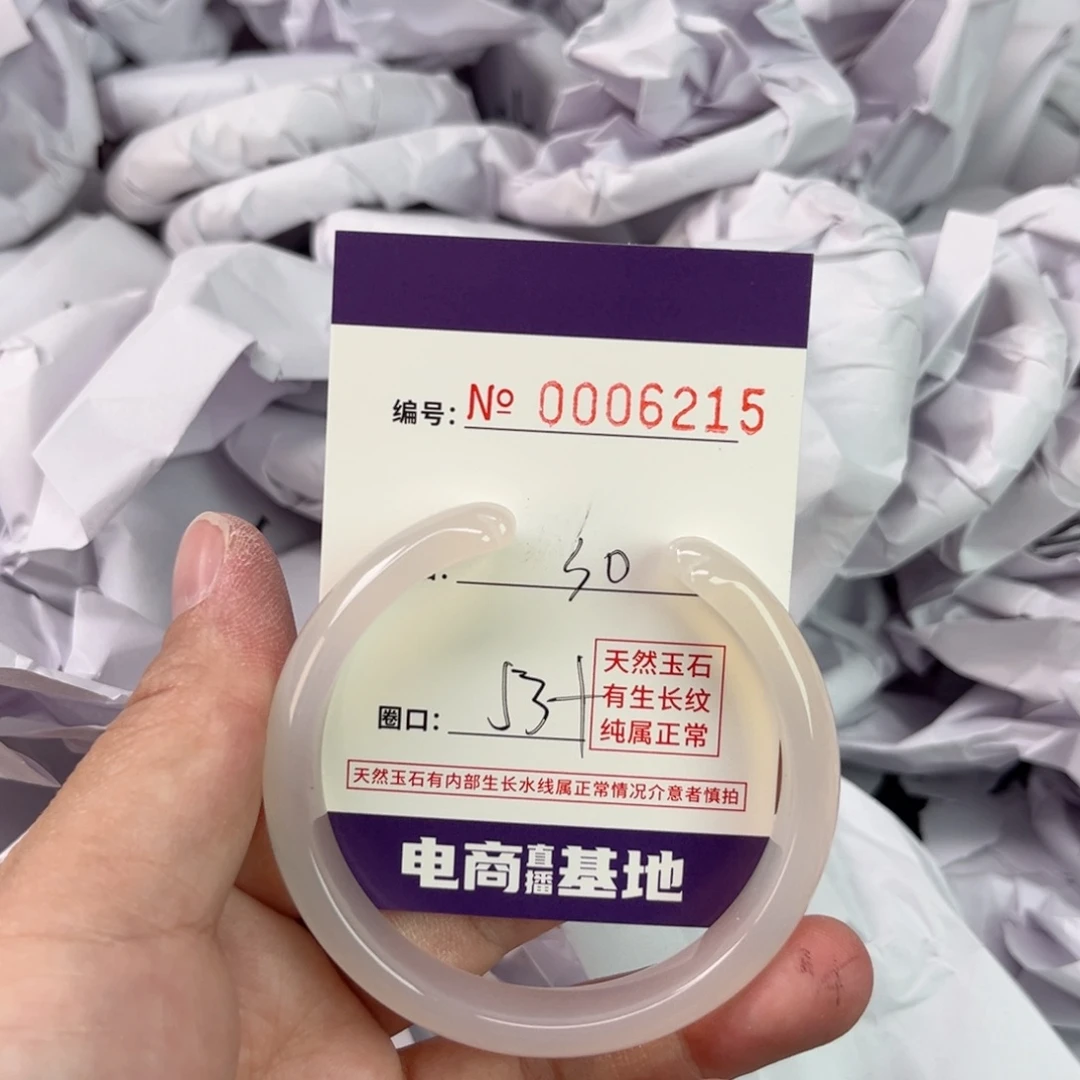 编号: № 0006215
50
圈口: 53+
天然玉石
有生长纹
纯属正常
天然玉石有内部生长水线属正常情况介意者慎拍
电商直播基地